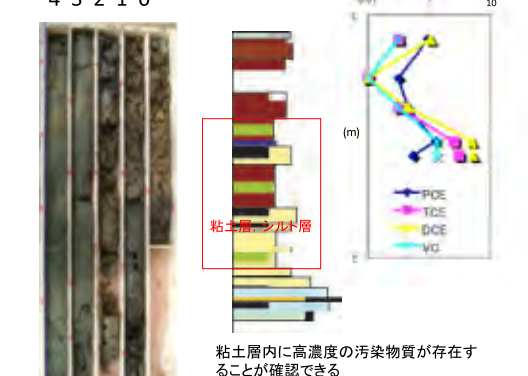 4 3 2 1 0
10
(m)
PCE
TCE
DCE
VC
粘土層、シルト層
粘土層内に高濃度の汚染物質が存在す
ることが確認できる